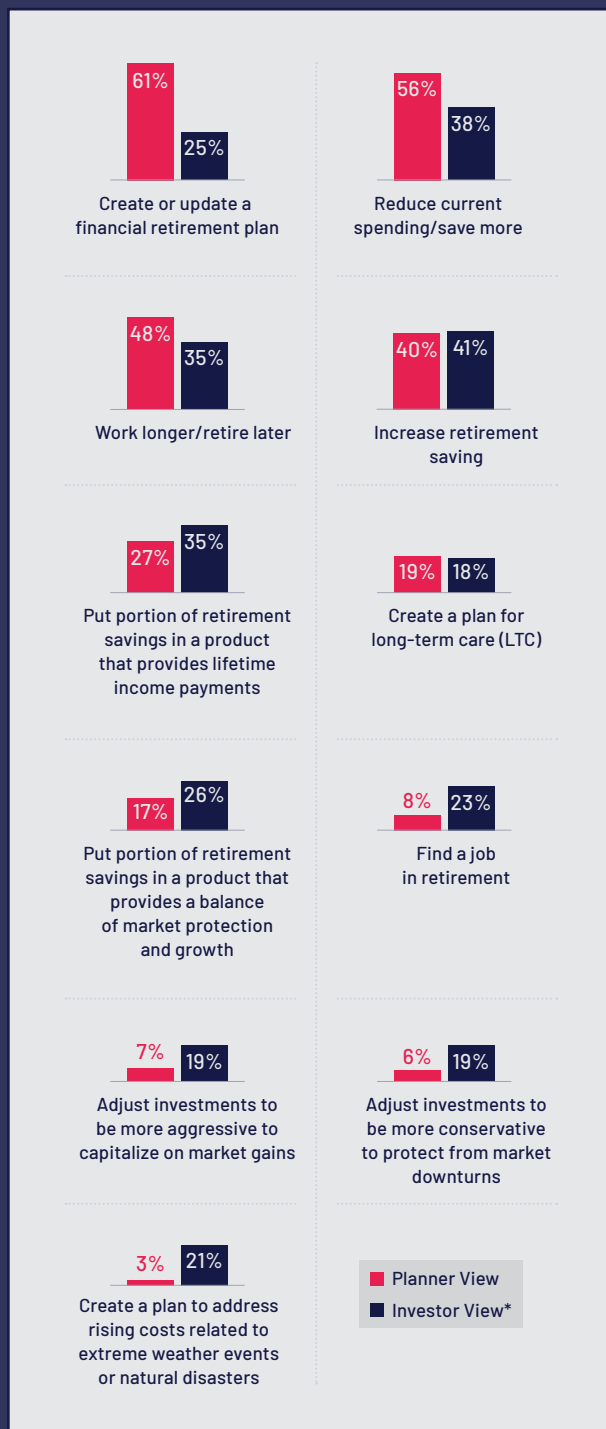 61%
25%
Create or update a
financial retirement plan
56%
38%
Reduce current
spending/save more
48%
35%
Work longer/retire later
40%
41%
Increase retirement
saving
27%
35%
Put portion of retirement
savings in a product
that provides lifetime
income payments
19%
18%
Create a plan for
long-term care (LTC)
17%
26%
Put portion of retirement
savings in a product that
provides a balance
of market protection
and growth
8%
23%
Find a job
in retirement
7%
19%
Adjust investments to
be more aggressive to
capitalize on market gains
6%
19%
Adjust investments to
be more conservative
to protect from market
downturns
3%
21%
Create a plan to address
rising costs related to
extreme weather events
or natural disasters
Planner View
Investor View*